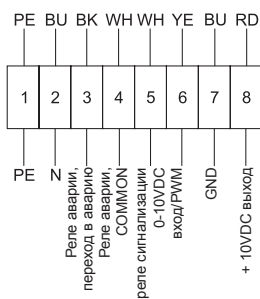 PE BU BK WH WH YE BU RD
1 2 3 4 5 6 7 8
PE
N
Реле аварии,
переход в аварию
Реле аварии,
COMMON
реле сигнализации
0-10VDC
вход/PWM
GND
+ 10VDC выход